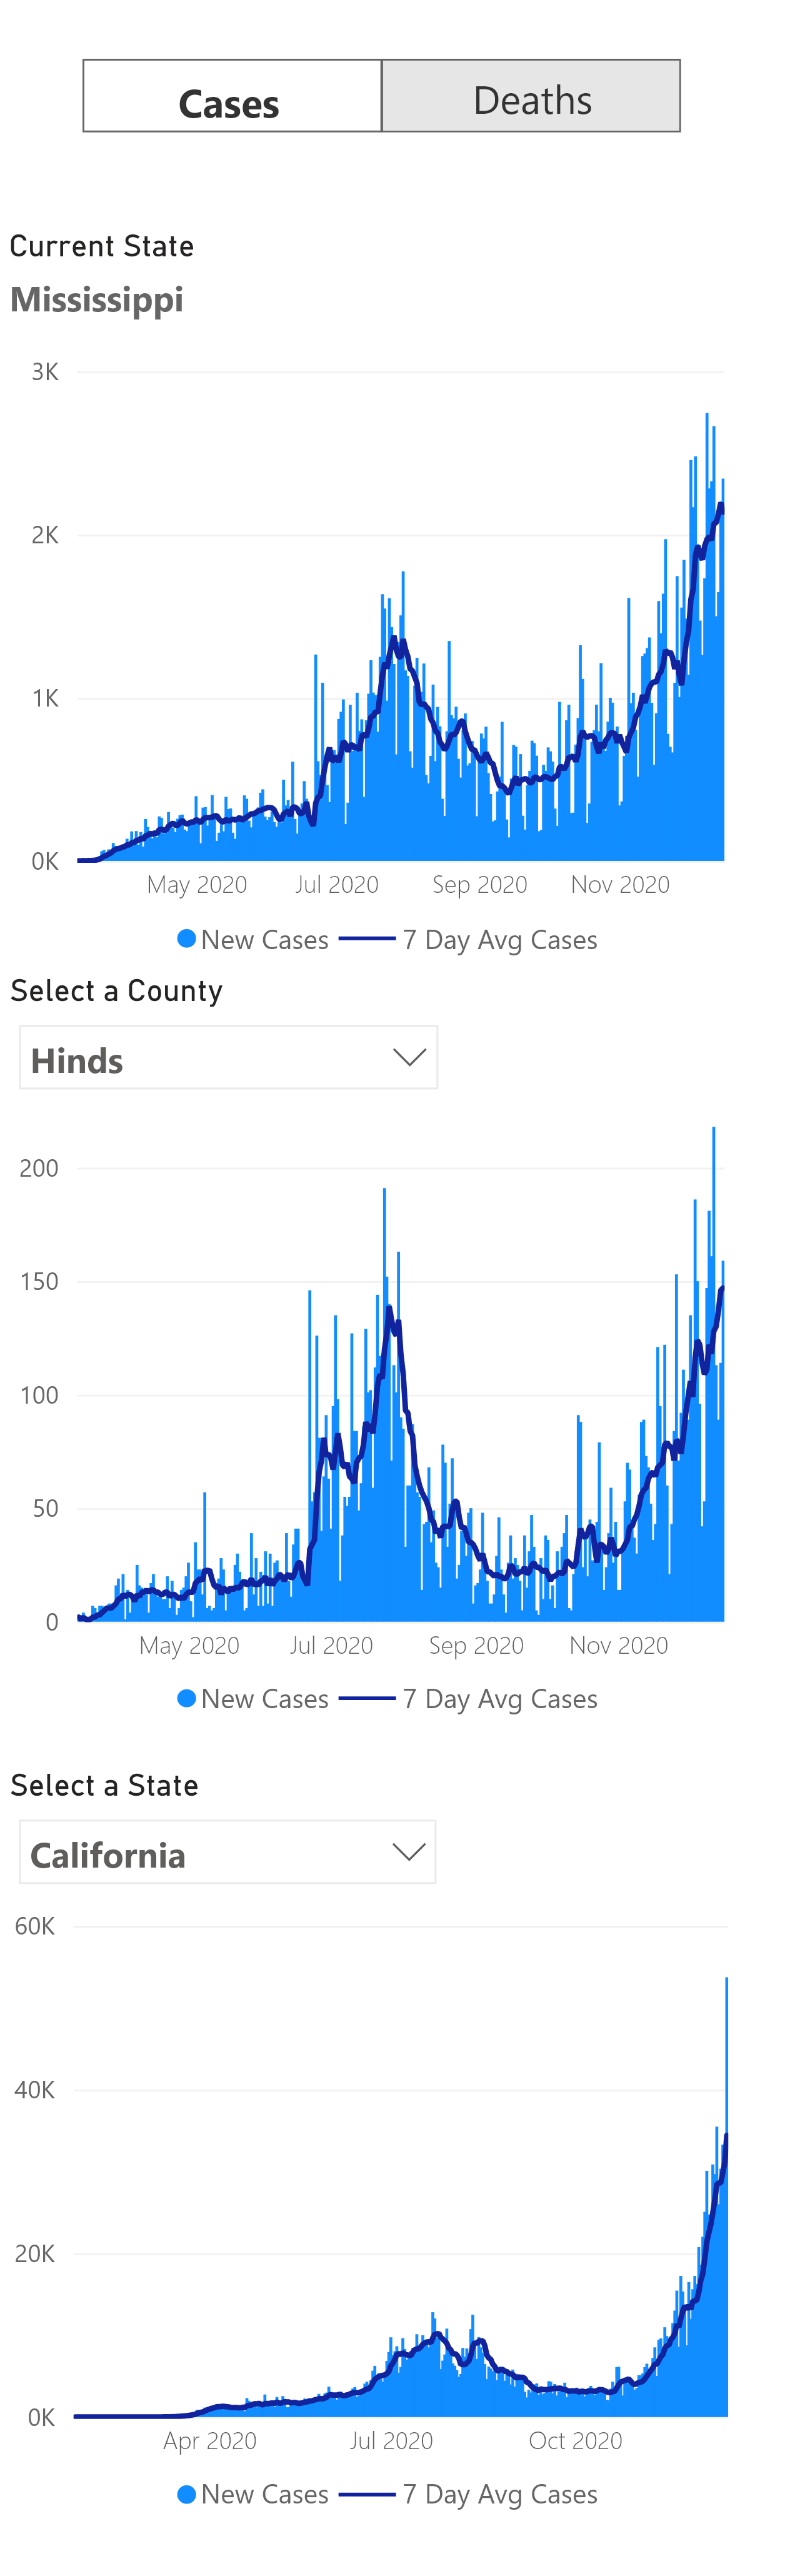 Cases Deaths
Current State
Mississippi
3K
2K
1K
0K
May 2020 Jul 2020 Sep 2020 Nov 2020
New Cases 7 Day Avg Cases
Select a County
Hinds
200
150
100
50
0
May 2020 Jul 2020 Sep 2020 Nov 2020
New Cases 7 Day Avg Cases
Select a State
California
60K
40K
20K
0K
Apr 2020 Jul 2020 Oct 2020
New Cases 7 Day Avg Cases